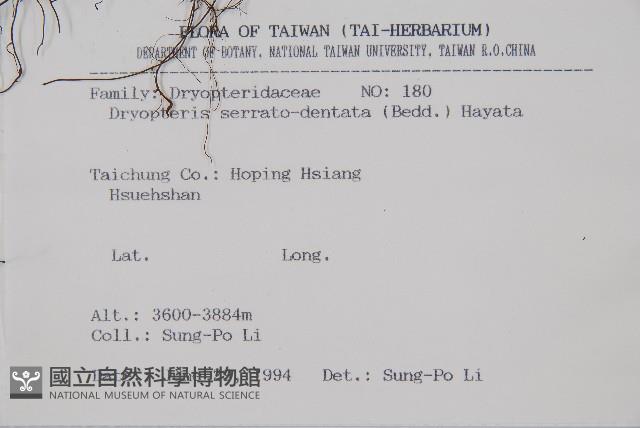 FLORA OF TAIWAN (TAI-HERBARIUM)
DEPARTMENT OF BOTANY, NATIONAL TAIWAN UNIVERSITY, TAIWAN R.O.CHINA
Family: Dryopteridaceae NO: 180
Dryopteris serrato-dentata (Bedd.) Hayata
Taichung Co.: Hoping Hsiang
Hsuehshan
Lat. Long.
Alt.: 3600-3884m
Coll.: Sung-Po Li
1994 Det.: Sung-Po Li
國立自然科學博物館
NATIONAL MUSEUM OF NATURAL SCIENCE